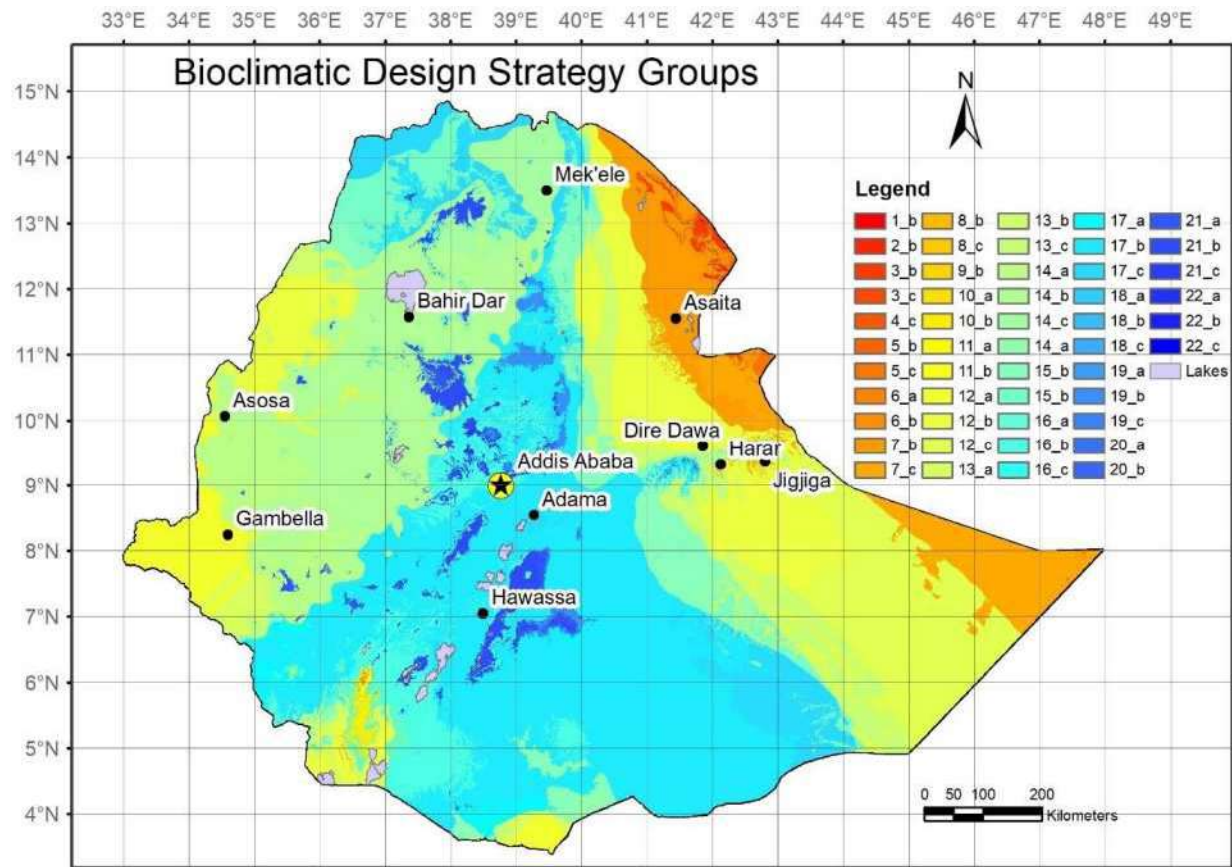 33°E 34°E 35°E 36°E 37°E 38°E 39°E 40°E 41°E 42°E 43°E 44°E 45°E 46°E 47°E 48°E 49°E
Bioclimatic Design Strategy Groups
N
15°N
14°N
13°N
12°N
11°N
10°N
9°N
8°N
7°N
6°N
5°N
4°N
Mek'ele
Bahir Dar
Asaita
Asosa
Dire Dawa
Harar
Jigjiga
Addis Ababa
Adama
Gambella
Hawassa
Legend
1_b 8_b 13_b 17_a 21_a
2_b 8_c 13_c 17_b 21_b
3_b 9_b 14_a 17_c 21_c
3_c 10_a 14_b 18_a 22_a
4_c 10_b 14_c 18_b 22_b
5_b 11_a 14_a 18_c 22_c
5_c 11_b 15_b 19_a Lakes
6_a 12_a 15_b 19_b
6_b 12_b 16_a 19_c
7_b 12_c 16_b 20_a
7_c 13_a 16_c 20_b
0 50 100 200
Kilometers